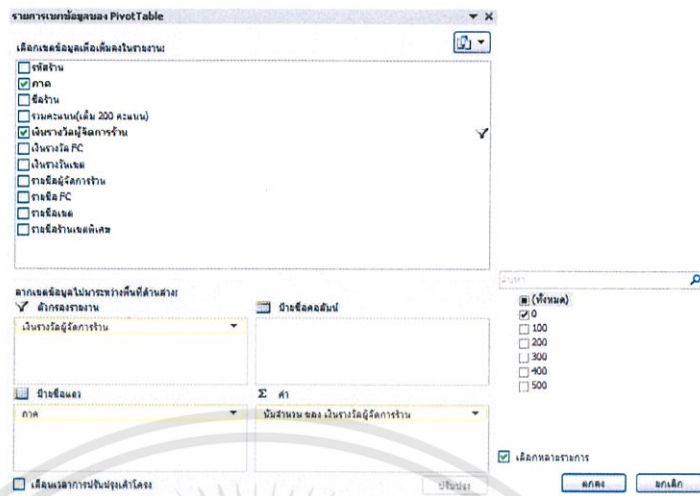 รายการเขตข้อมูลของ PivotTable
เลือกเขตข้อมูลเพื่อเพิ่มลงในรายงาน:
รหัสร้าน
ภาค
ชื่อร้าน
รวมคะแนน(เต็ม 200 คะแนน)
เงินรางวัลผู้จัดการร้าน
เงินรางวัล FC
เงินรางวัลเขต
รายชื่อผู้จัดการร้าน
รายชื่อ FC
รายชื่อเขต
รายชื่อร้านเขตพิเศษ
ลากเขตข้อมูลไปมาระหว่างพื้นที่ด้านล่าง:
ตัวกรองรายงาน
ป้ายชื่อคอลัมน์
เงินรางวัลผู้จัดการร้าน
ป้ายชื่อแถว
Σ ค่า
ภาค
นับจำนวน ของ เงินรางวัลผู้จัดการร้าน
เลื่อนเวลาการปรับปรุงเค้าโครง
ปรับปรุง
ค้นหา
(ทั้งหมด)
0
100
200
300
400
500
เลือกหลายรายการ
ตกลง
ยกเลิก